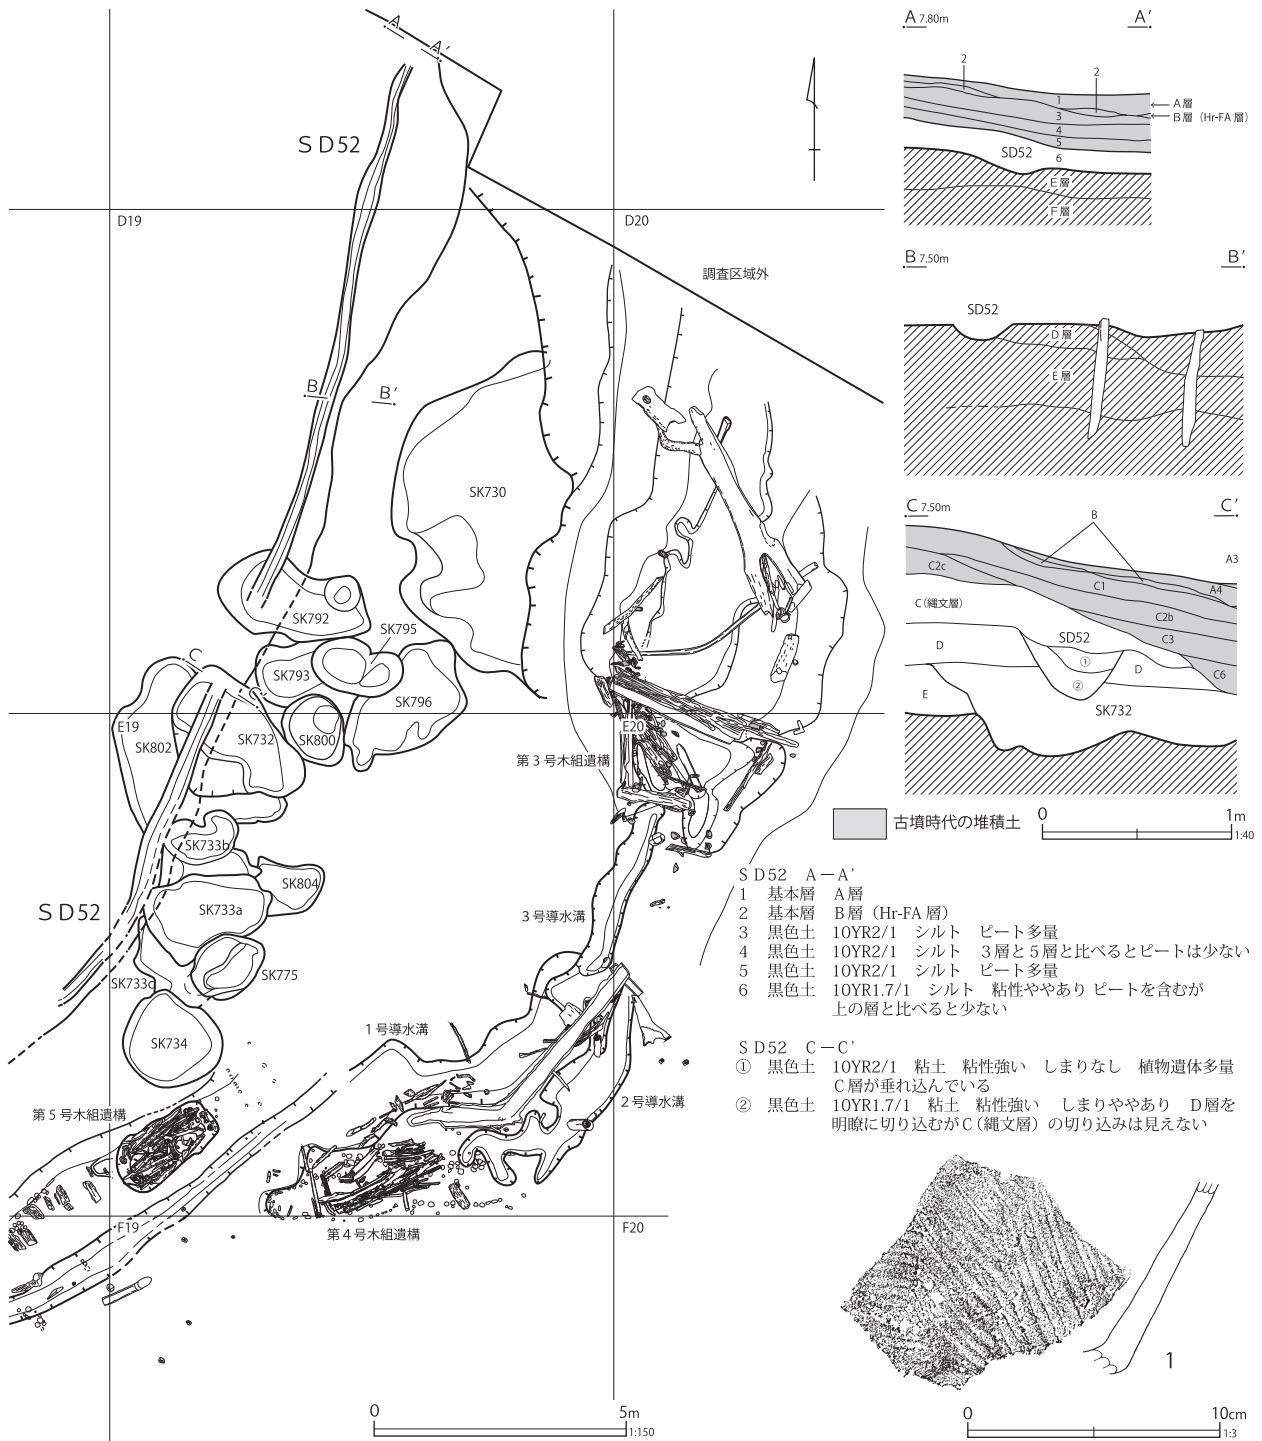 A
A′
ＳＤ52
D19
D20
調査区域外
B
B′
SK730
SK792
SK795
SK793
SK796
C
C′
E19
SK802
SK732
SK800
E20
第３号木組遺構
SK733b
SK804
SK733a
ＳＤ52
３号導水溝
SK733c
SK775
SK734
１号導水溝
２号導水溝
第５号木組遺構
F19
第４号木組遺構
F20
0
5m
1:150
A 7.80m
A′
2
2
1
A層
B層（Hr-FA層）
3
4
5
SD52
6
E層
F層
B 7.50m
B′
SD52
D層
E層
C 7.50m
C′
B
A3
C2c
C1
A4
C（縄文層）
C2b
SD52
C3
D
①
D
C6
②
E
SK732
古墳時代の堆積土
0
1m
1:40
ＳＤ52　Ａ－Ａ’
1　基本層　Ａ層
2　基本層　Ｂ層（Hr-FA 層）
3　黒色土　10YR2/1　シルト　ピート多量
4　黒色土　10YR2/1　シルト　３層と５層と比べるとピートは少ない
5　黒色土　10YR2/1　シルト　ピート多量
6　黒色土　10YR1.7/1　シルト　粘性ややあり ピートを含むが
上の層と比べると少ない
ＳＤ52　Ｃ－Ｃ’
①　黒色土　10YR2/1　粘土　粘性強い　しまりなし　植物遺体多量
Ｃ層が垂れ込んでいる
②　黒色土　10YR1.7/1　粘土　粘性強い　しまりややあり　Ｄ層を
明瞭に切り込むがＣ（縄文層）の切り込みは見えない
1
0
10cm
1:3